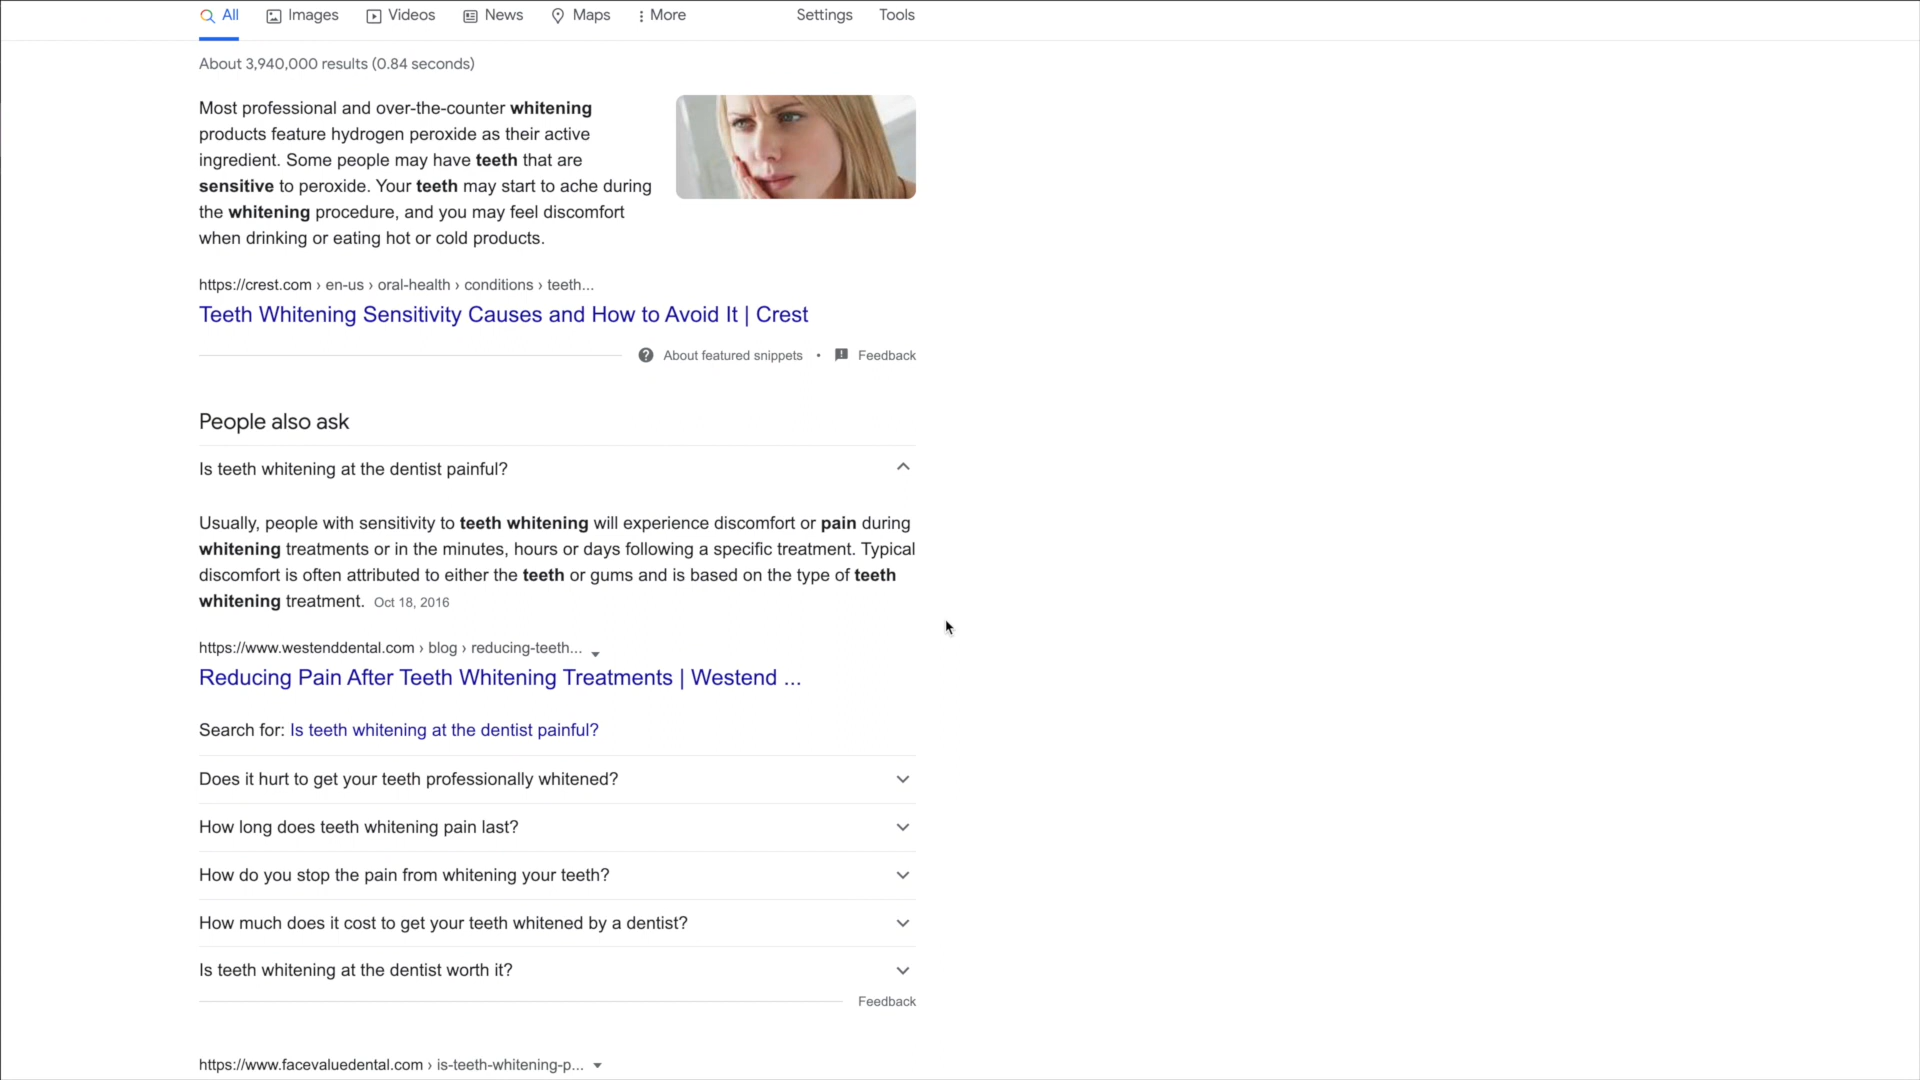 All Images Videos News Maps More Settings Tools
About 3,940,000 results (0.84 seconds)
Most professional and over-the-counter whitening
products feature hydrogen peroxide as their active
ingredient. Some people may have teeth that are
sensitive to peroxide. Your teeth may start to ache during
the whitening procedure, and you may feel discomfort
when drinking or eating hot or cold products.
https://crest.com › en-us › oral-health › conditions › teeth...
Teeth Whitening Sensitivity Causes and How to Avoid It | Crest
About featured snippets • Feedback
People also ask
Is teeth whitening at the dentist painful?
Usually, people with sensitivity to teeth whitening will experience discomfort or pain during
whitening treatments or in the minutes, hours or days following a specific treatment. Typical
discomfort is often attributed to either the teeth or gums and is based on the type of teeth
whitening treatment. Oct 18, 2016
https://www.westenddental.com › blog › reducing-teeth...
Reducing Pain After Teeth Whitening Treatments | Westend ...
Search for: Is teeth whitening at the dentist painful?
Does it hurt to get your teeth professionally whitened?
How long does teeth whitening pain last?
How do you stop the pain from whitening your teeth?
How much does it cost to get your teeth whitened by a dentist?
Is teeth whitening at the dentist worth it?
Feedback
https://www.facevaluedental.com › is-teeth-whitening-p...